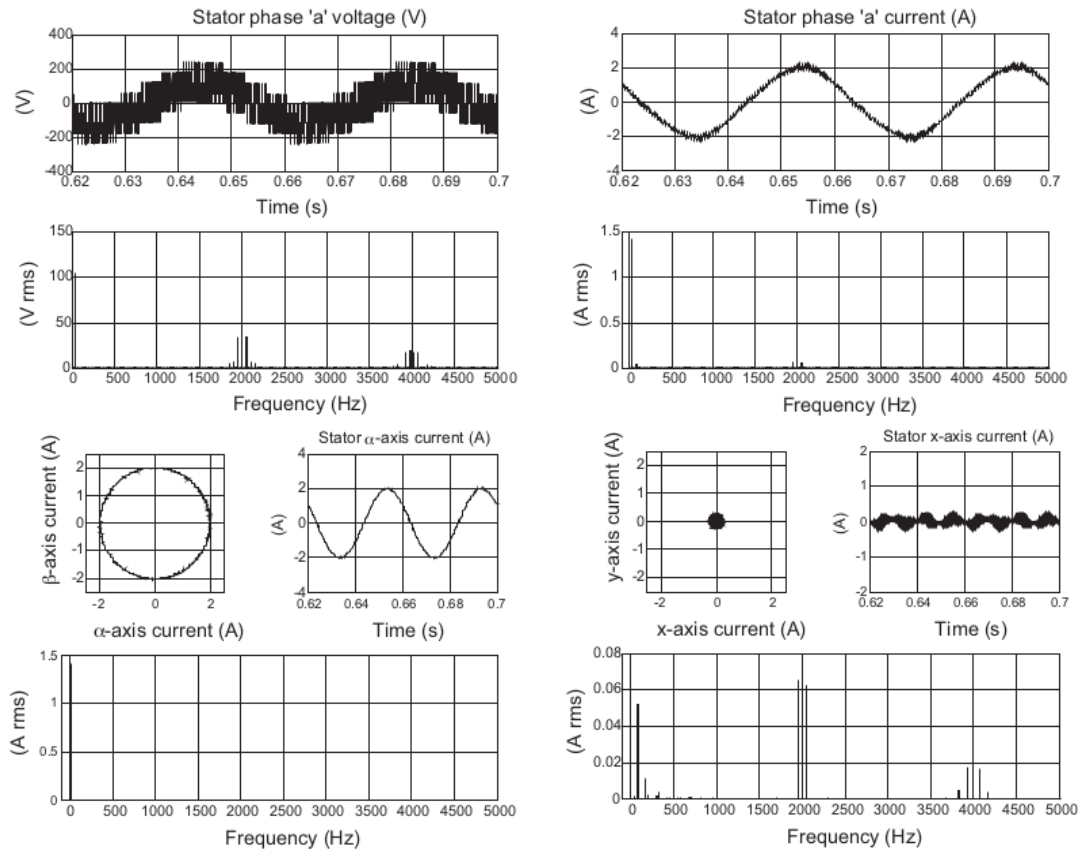 Stator phase 'a' voltage (V)
400
200
0
-200
-400
(V)
0.62 0.63 0.64 0.65 0.66 0.67 0.68 0.69 0.7
Time (s)
Stator phase 'a' current (A)
4
2
0
-2
-4
(A)
0.62 0.63 0.64 0.65 0.66 0.67 0.68 0.69 0.7
Time (s)
150
100
50
0
(V rms)
0 500 1000 1500 2000 2500 3000 3500 4000 4500 5000
Frequency (Hz)
1.5
1
0.5
0
(A rms)
0 500 1000 1500 2000 2500 3000 3500 4000 4500 5000
Frequency (Hz)
β-axis current (A)
2
1
0
-1
-2
-2 0 2
α-axis current (A)
Stator α-axis current (A)
4
2
0
-2
-4
(A)
0.62 0.64 0.66 0.68 0.7
Time (s)
y-axis current (A)
2
1
0
-1
-2
-2 0 2
x-axis current (A)
Stator x-axis current (A)
2
1
0
-1
-2
(A)
0.62 0.64 0.66 0.68 0.7
Time (s)
1.5
1
0.5
0
(A rms)
0 500 1000 1500 2000 2500 3000 3500 4000 4500 5000
Frequency (Hz)
0.08
0.06
0.04
0.02
0
(A rms)
0 500 1000 1500 2000 2500 3000 3500 4000 4500 5000
Frequency (Hz)